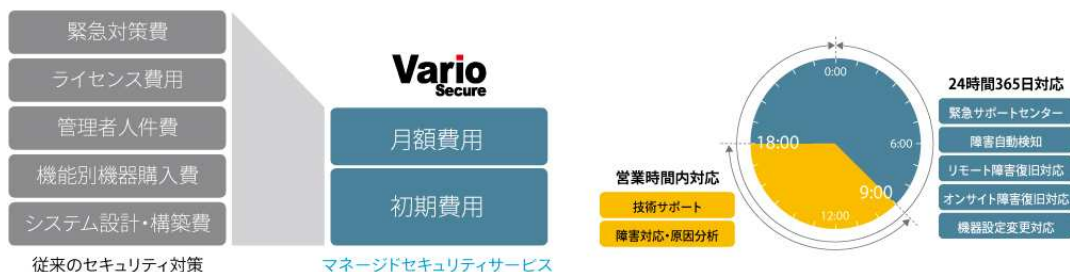 緊急対策費
ライセンス費用
管理者人件費
機能別機器購入費
システム設計・構築費
従来のセキュリティ対策
Vario
Secure
月額費用
初期費用
マネージドセキュリティサービス
営業時間内対応
技術サポート
障害対応・原因分析
0:00
6:00
9:00
12:00
18:00
24時間365日対応
緊急サポートセンター
障害自動検知
リモート障害復旧対応
オンサイト障害復旧対応
機器設定変更対応